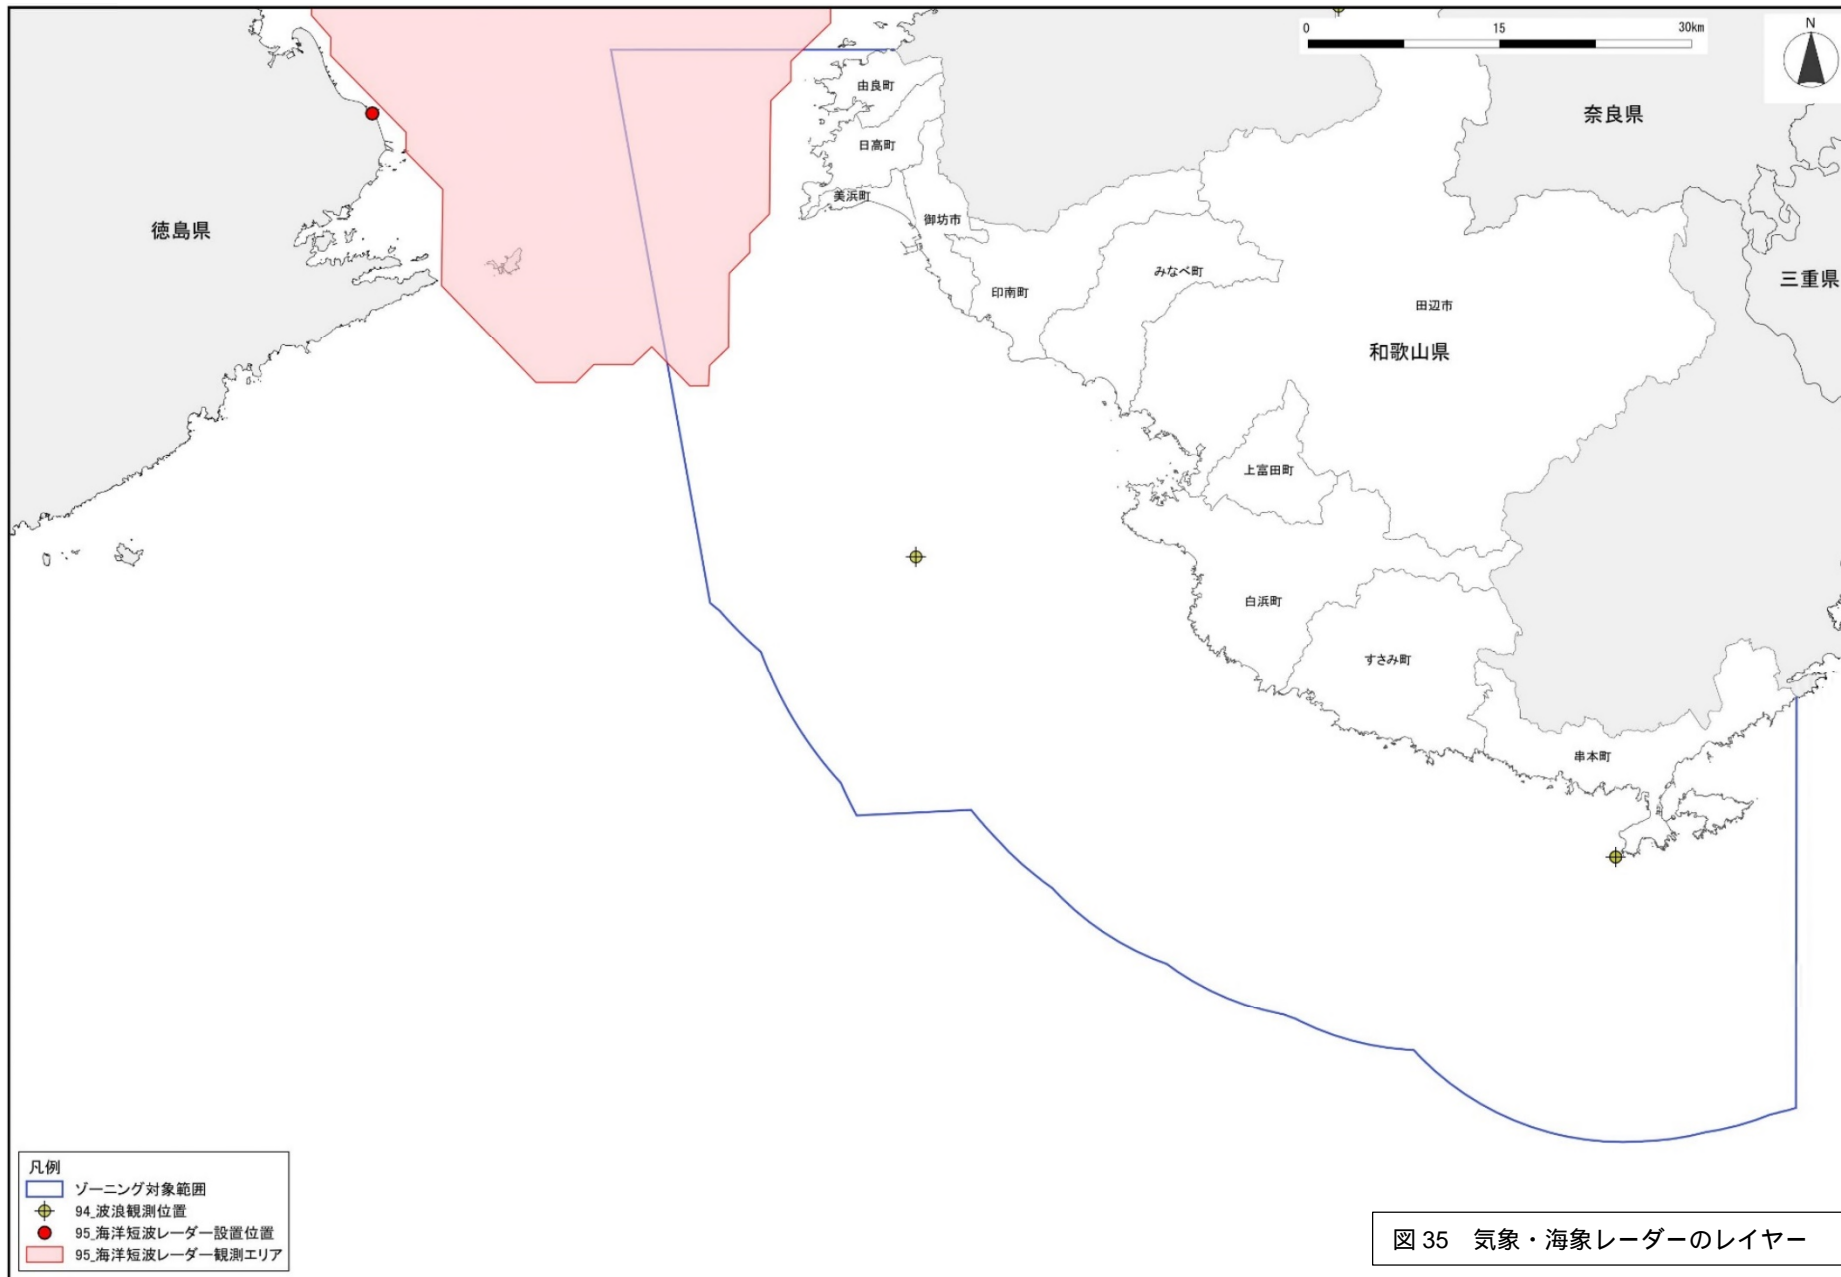 0 15 30km
N
由良町
奈良県
日高町
美浜町
御坊市
徳島県
みなべ町
三重県
印南町
田辺市
和歌山県
上富田町
白浜町
すさみ町
串本町
凡例
ゾーニング対象範囲
94_波浪観測位置
95_海洋短波レーダー設置位置
95_海洋短波レーダー観測エリア
図 35 気象・海象レーダーのレイヤー